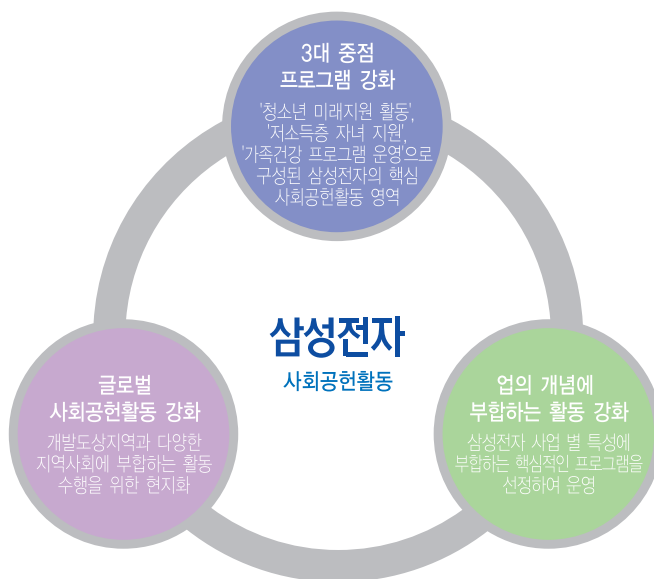 3대 중점
프로그램 강화
'청소년 미래지원 활동',
'저소득층 자녀 지원',
'가족건강 프로그램 운영'으로
구성된 삼성전자의 핵심
사회공헌활동 영역
삼성전자
사회공헌활동
글로벌
사회공헌활동 강화
개발도상지역과 다양한
지역사회에 부합하는 활동
수행을 위한 현지화
업의 개념에
부합하는 활동 강화
삼성전자 사업 별 특성에
부합하는 핵심적인 프로그램을
선정하여 운영